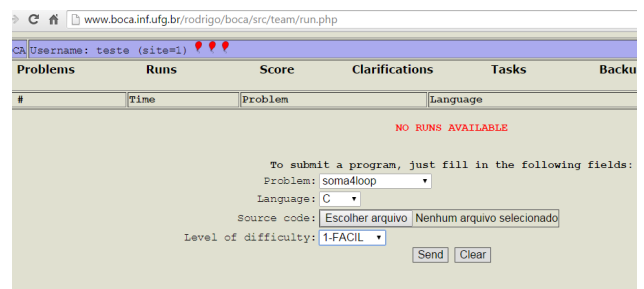 www.boca.inf.ufg.br/rodrigo/boca/src/team/run.php
CA Username: teste (site=1)
Problems Runs Score Clarifications Tasks Backu
# Time Problem Language
NO RUNS AVAILABLE
To submit a program, just fill in the following fields:
Problem: soma4loop
Language: C
Source code: Escolher arquivo Nenhum arquivo selecionado
Level of difficulty: 1-FACIL
Send Clear